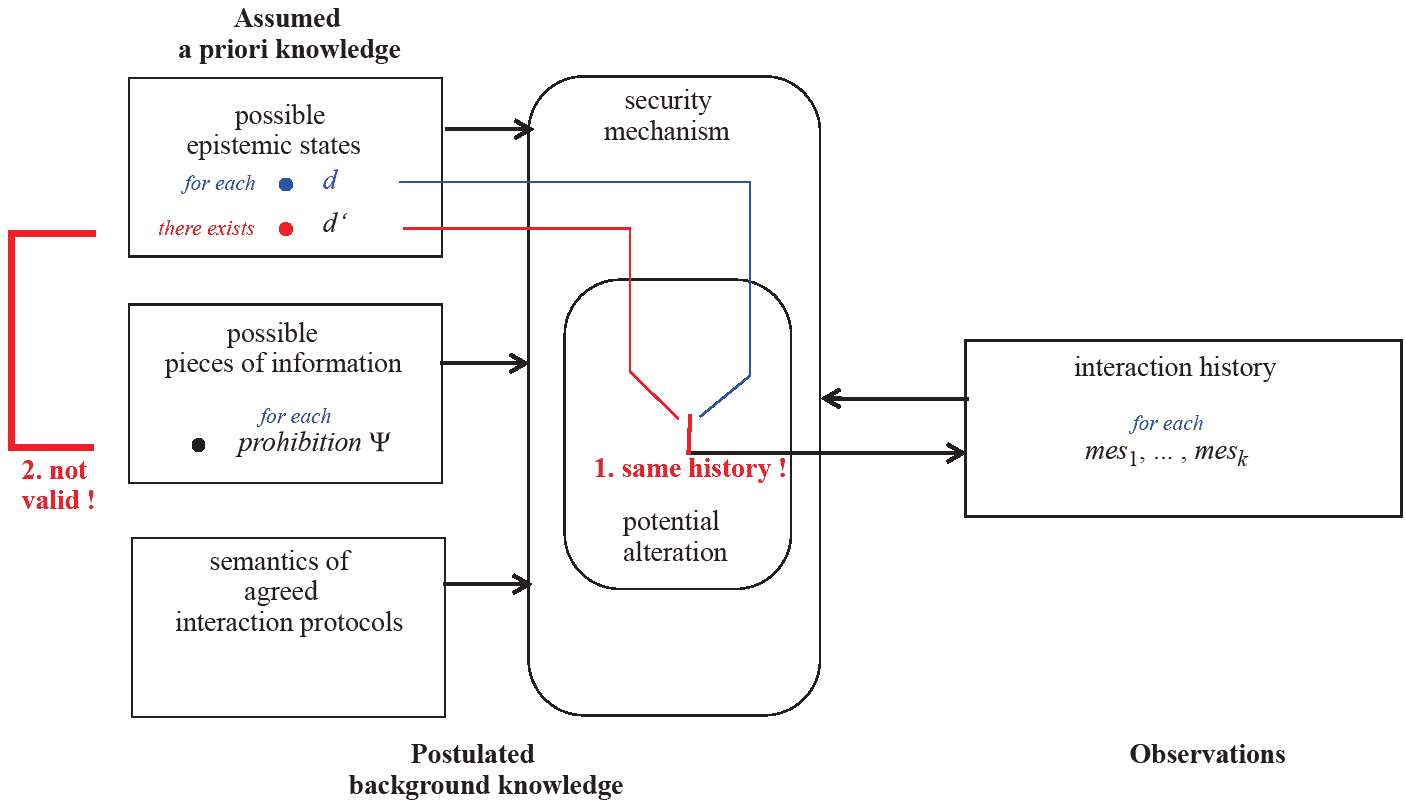 Assumed
a priori knowledge
possible
epistemic states
for each d
there exists d‘
possible
pieces of information
for each
prohibition Ψ
2. not
valid !
semantics of
agreed
interaction protocols
security
mechanism
1. same history !
potential
alteration
interaction history
for each
mes1, ... , mesk
Postulated
background knowledge
Observations